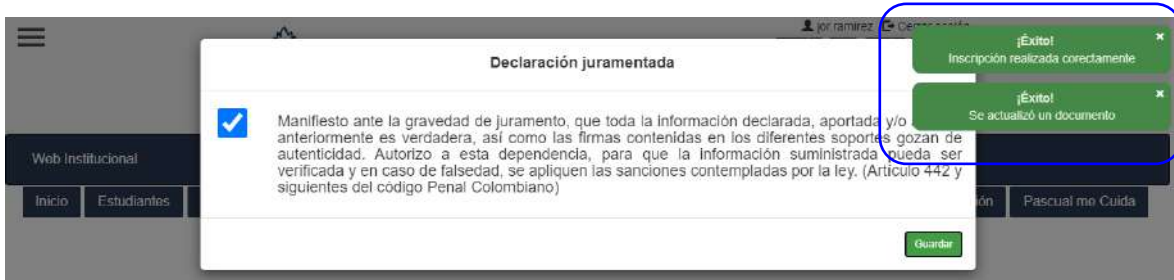 jor ramirez Cerrar sesión
¡Éxito!
Inscripción realizada corectamente
¡Éxito!
Se actualizó un documento
Declaración juramentada
Manifiesto ante la gravedad de juramento, que toda la información declarada, aportada y/o
anteriormente es verdadera, así como las firmas contenidas en los diferentes soportes gozan de
autenticidad. Autorizo a esta dependencia, para que la información suministrada pueda ser
verificada y en caso de falsedad, se apliquen las sanciones contempladas por la ley. (Artículo 442 y
siguientes del código Penal Colombiano)
Guardar
Web Institucional
Inicio Estudiantes ón Pascual me Cuida